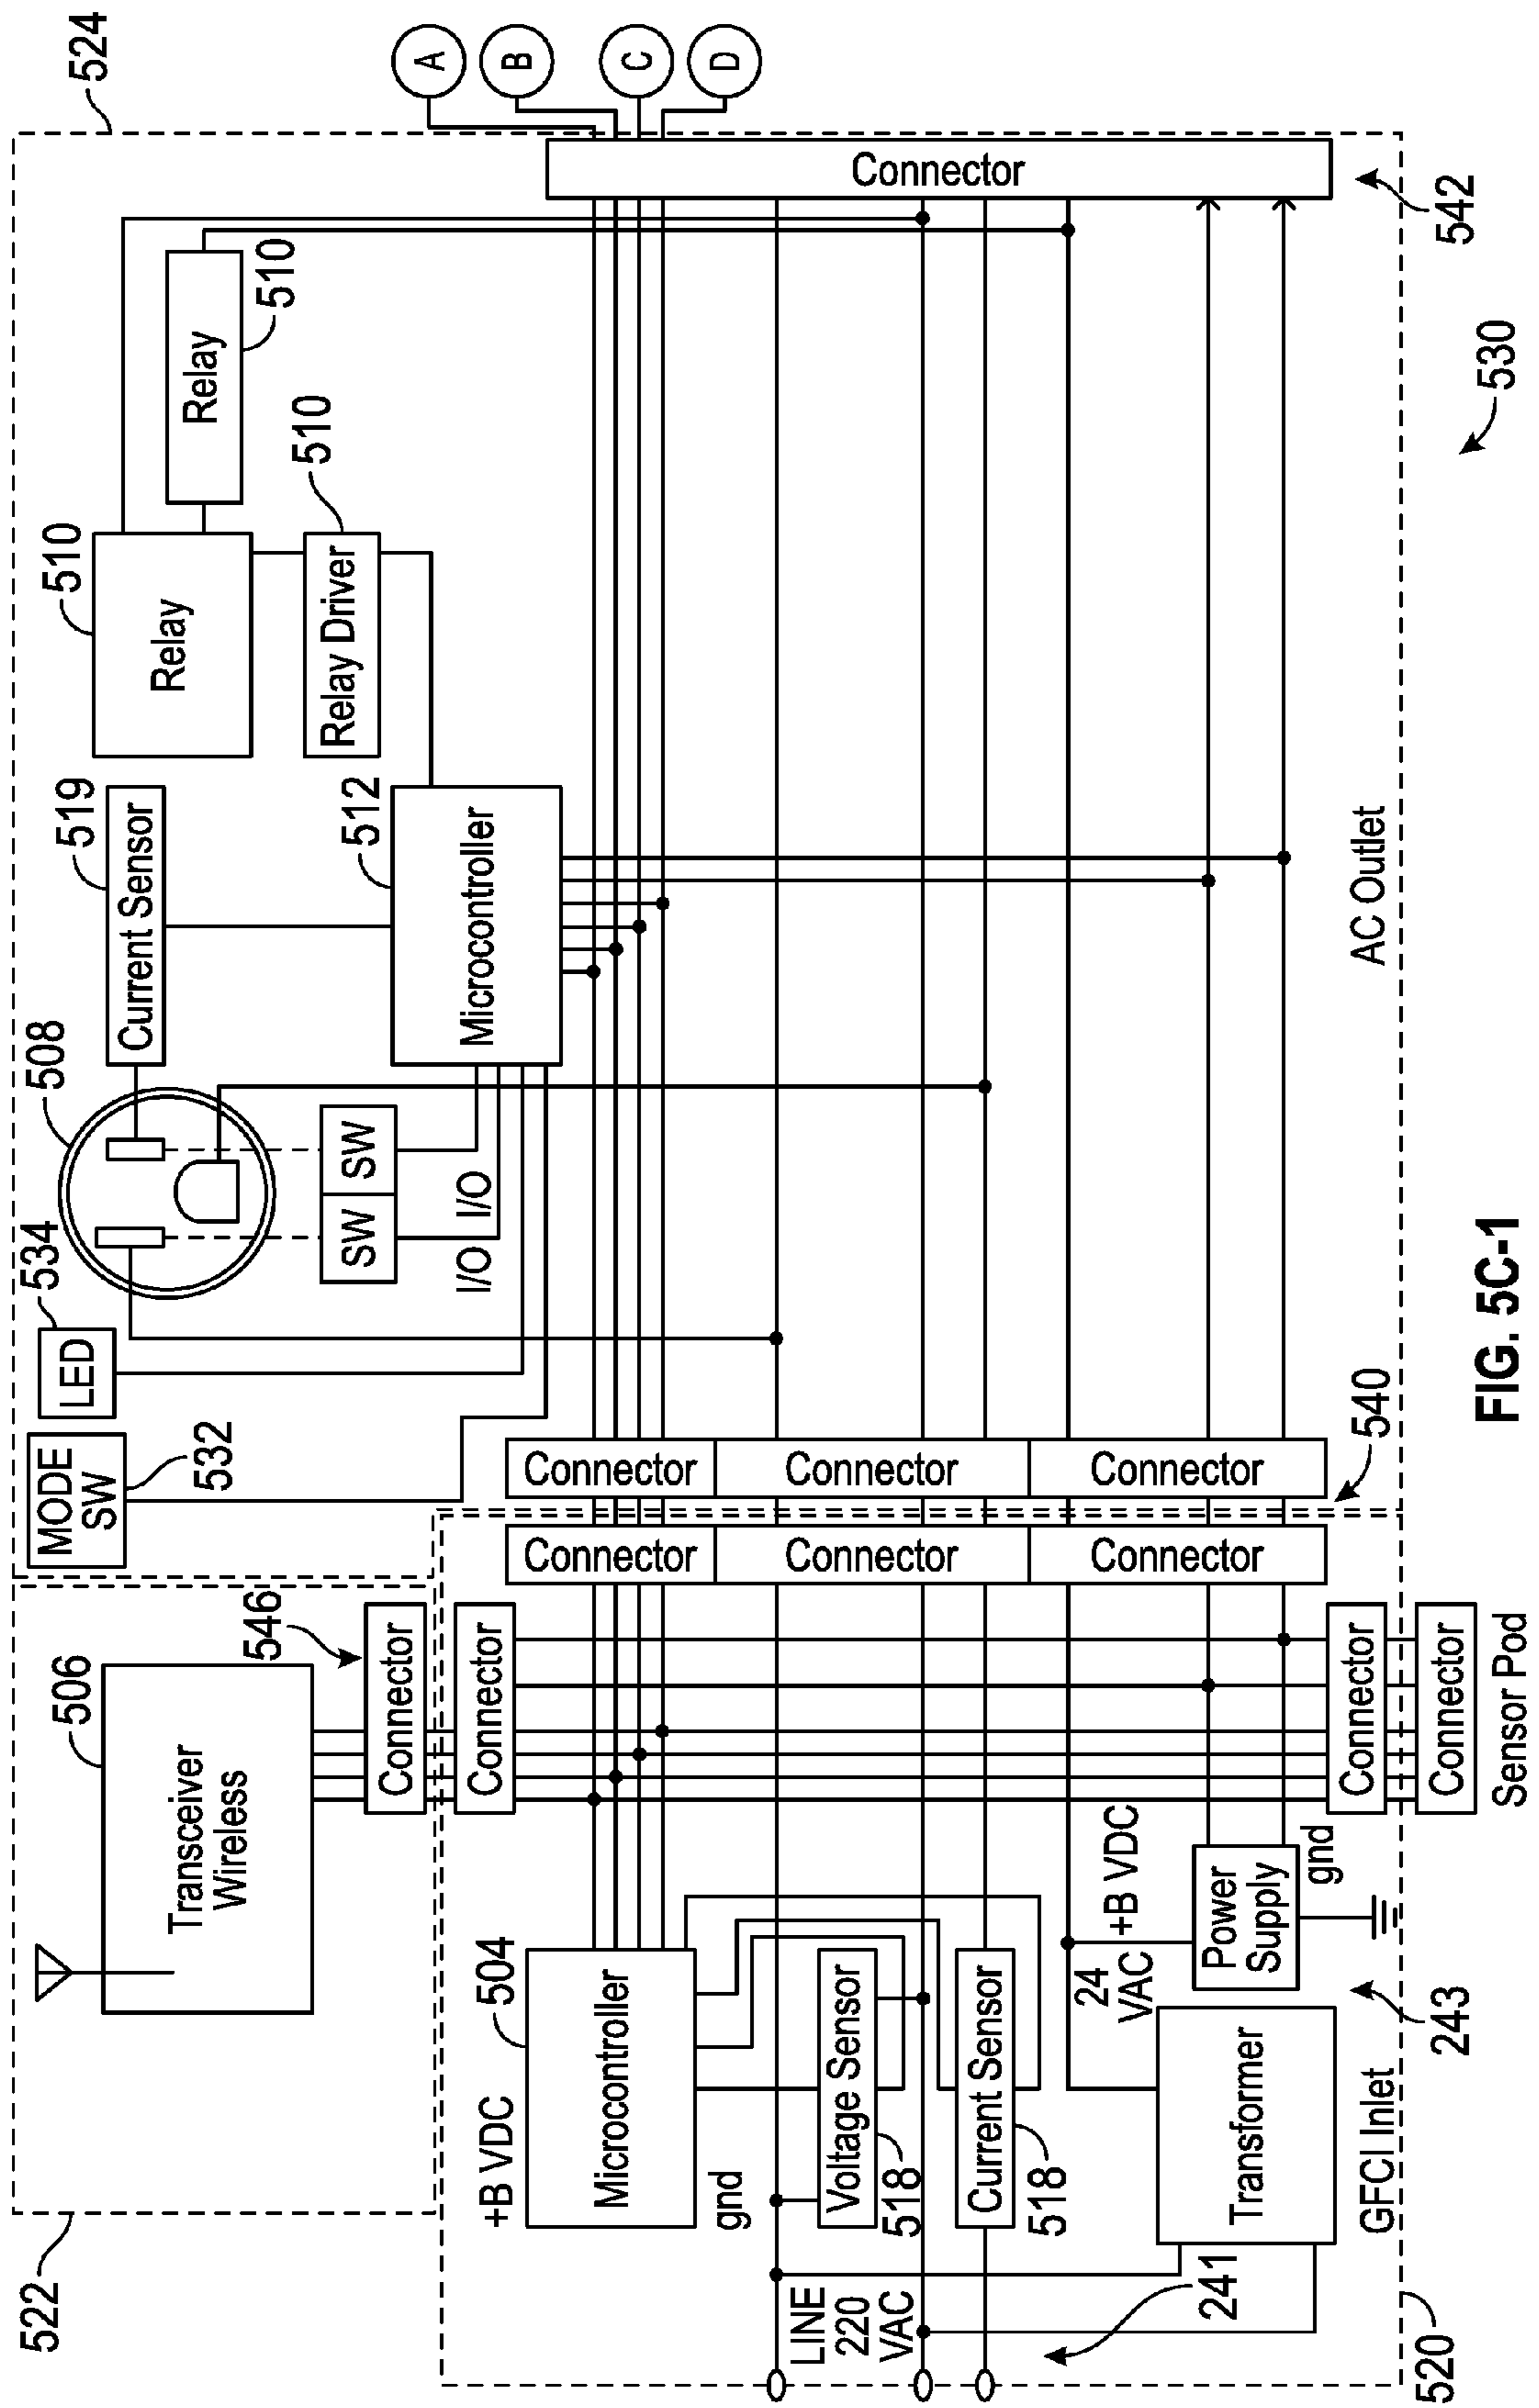 522
506
Transceiver
Wireless
546
Connector
Connector
504
+B VDC
Microcontroller
gnd
Voltage Sensor
518
Current Sensor
518
LINE
220
VAC
241
Transformer
24
VAC
+B VDC
Power
Supply
gnd
243
GFCI Inlet
520
Connector
Connector
Sensor Pod
Connector
Connector
Connector
Connector
Connector
Connector
540
MODE
SW
532
LED
534
508
SW
SW
I/O
I/O
519
Current Sensor
512
Microcontroller
510
Relay
510
Relay Driver
510
Relay
524
A
B
C
D
Connector
542
530
AC Outlet
FIG. 5C-1